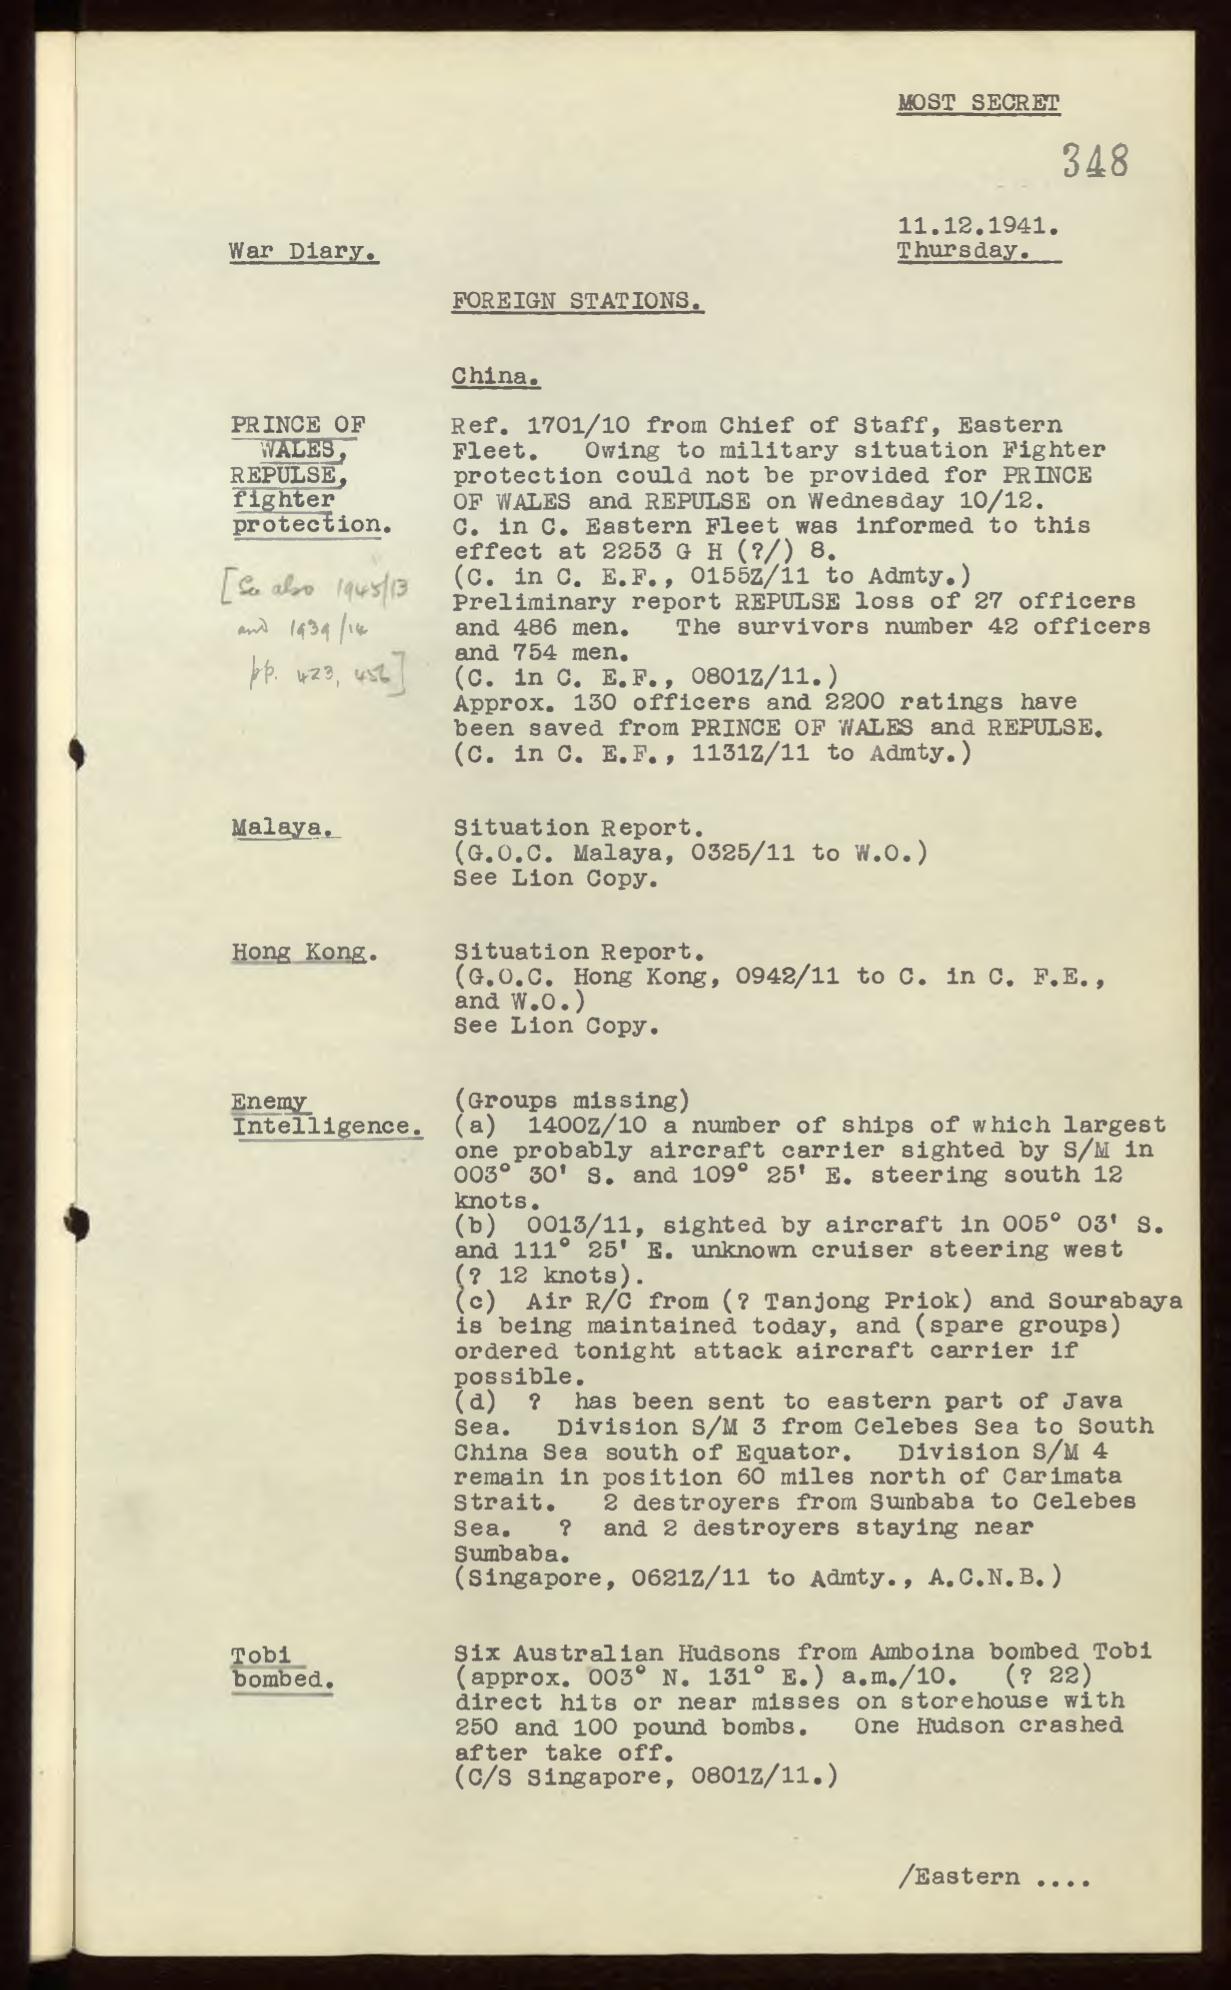 MOST SECRET
348
11.12.1941.
Thursday.
War Diary.
FOREIGN STATIONS.
China.
PRINCE OF
WALES,
REPULSE,
fighter
protection.
[See also 1945/13
and 1939/14
pp. 423, 456]
Ref. 1701/10 from Chief of Staff, Eastern
Fleet. Owing to military situation Fighter
protection could not be provided for PRINCE
OF WALES and REPULSE on Wednesday 10/12.
C. in C. Eastern Fleet was informed to this
effect at 2253 G H (?/) 8.
(C. in C. E.F., 0155Z/11 to Admty.)
Preliminary report REPULSE loss of 27 officers
and 486 men. The survivors number 42 officers
and 754 men.
(C. in C. E.F., 0801Z/11.)
Approx. 130 officers and 2200 ratings have
been saved from PRINCE OF WALES and REPULSE.
(C. in C. E.F., 1131Z/11 to Admty.)
Malaya.
Situation Report.
(G.O.C. Malaya, 0325/11 to W.O.)
See Lion Copy.
Hong Kong.
Situation Report.
(G.O.C. Hong Kong, 0942/11 to C. in C. F.E.,
and W.O.)
See Lion Copy.
Enemy
Intelligence.
(Groups missing)
(a) 1400Z/10 a number of ships of which largest
one probably aircraft carrier sighted by S/M in
003° 30' S. and 109° 25' E. steering south 12
knots.
(b) 0013/11, sighted by aircraft in 005° 03' S.
and 111° 25' E. unknown cruiser steering west
(? 12 knots).
(c) Air R/C from (? Tanjong Priok) and Sourabaya
is being maintained today, and (spare groups)
ordered tonight attack aircraft carrier if
possible.
(d) ? has been sent to eastern part of Java
Sea. Division S/M 3 from Celebes Sea to South
China Sea south of Equator. Division S/M 4
remain in position 60 miles north of Carimata
Strait. 2 destroyers from Sumbaba to Celebes
Sea. ? and 2 destroyers staying near
Sumbaba.
(Singapore, 0621Z/11 to Admty., A.C.N.B.)
Tobi
bombed.
Six Australian Hudsons from Amboina bombed Tobi
(approx. 003° N. 131° E.) a.m./10. (? 22)
direct hits or near misses on storehouse with
250 and 100 pound bombs. One Hudson crashed
after take off.
(C/S Singapore, 0801Z/11.)
/Eastern ....